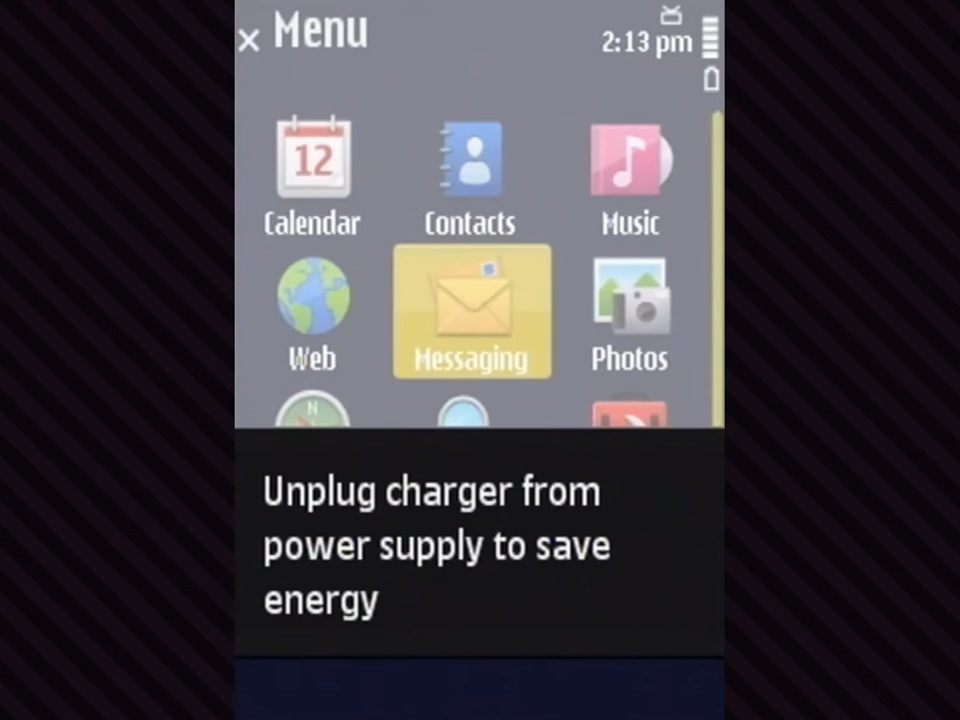 Menu
2:13 pm
12
Calendar
Contacts
Music
Web
Messaging
Photos
N
Unplug charger from
power supply to save
energy